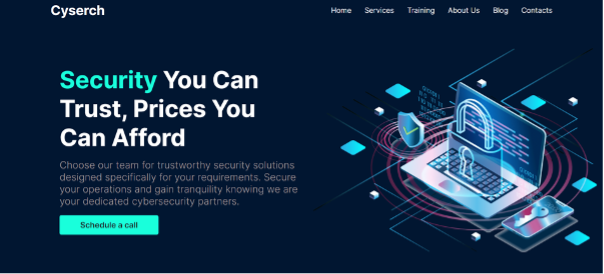 Cyserch
Home Services Training About Us Blog Contacts
Security You Can
Trust, Prices You
Can Afford
Choose our team for trustworthy security solutions
designed specifically for your requirements. Secure
your operations and gain tranquility knowing we are
your dedicated cybersecurity partners.
Schedule a call